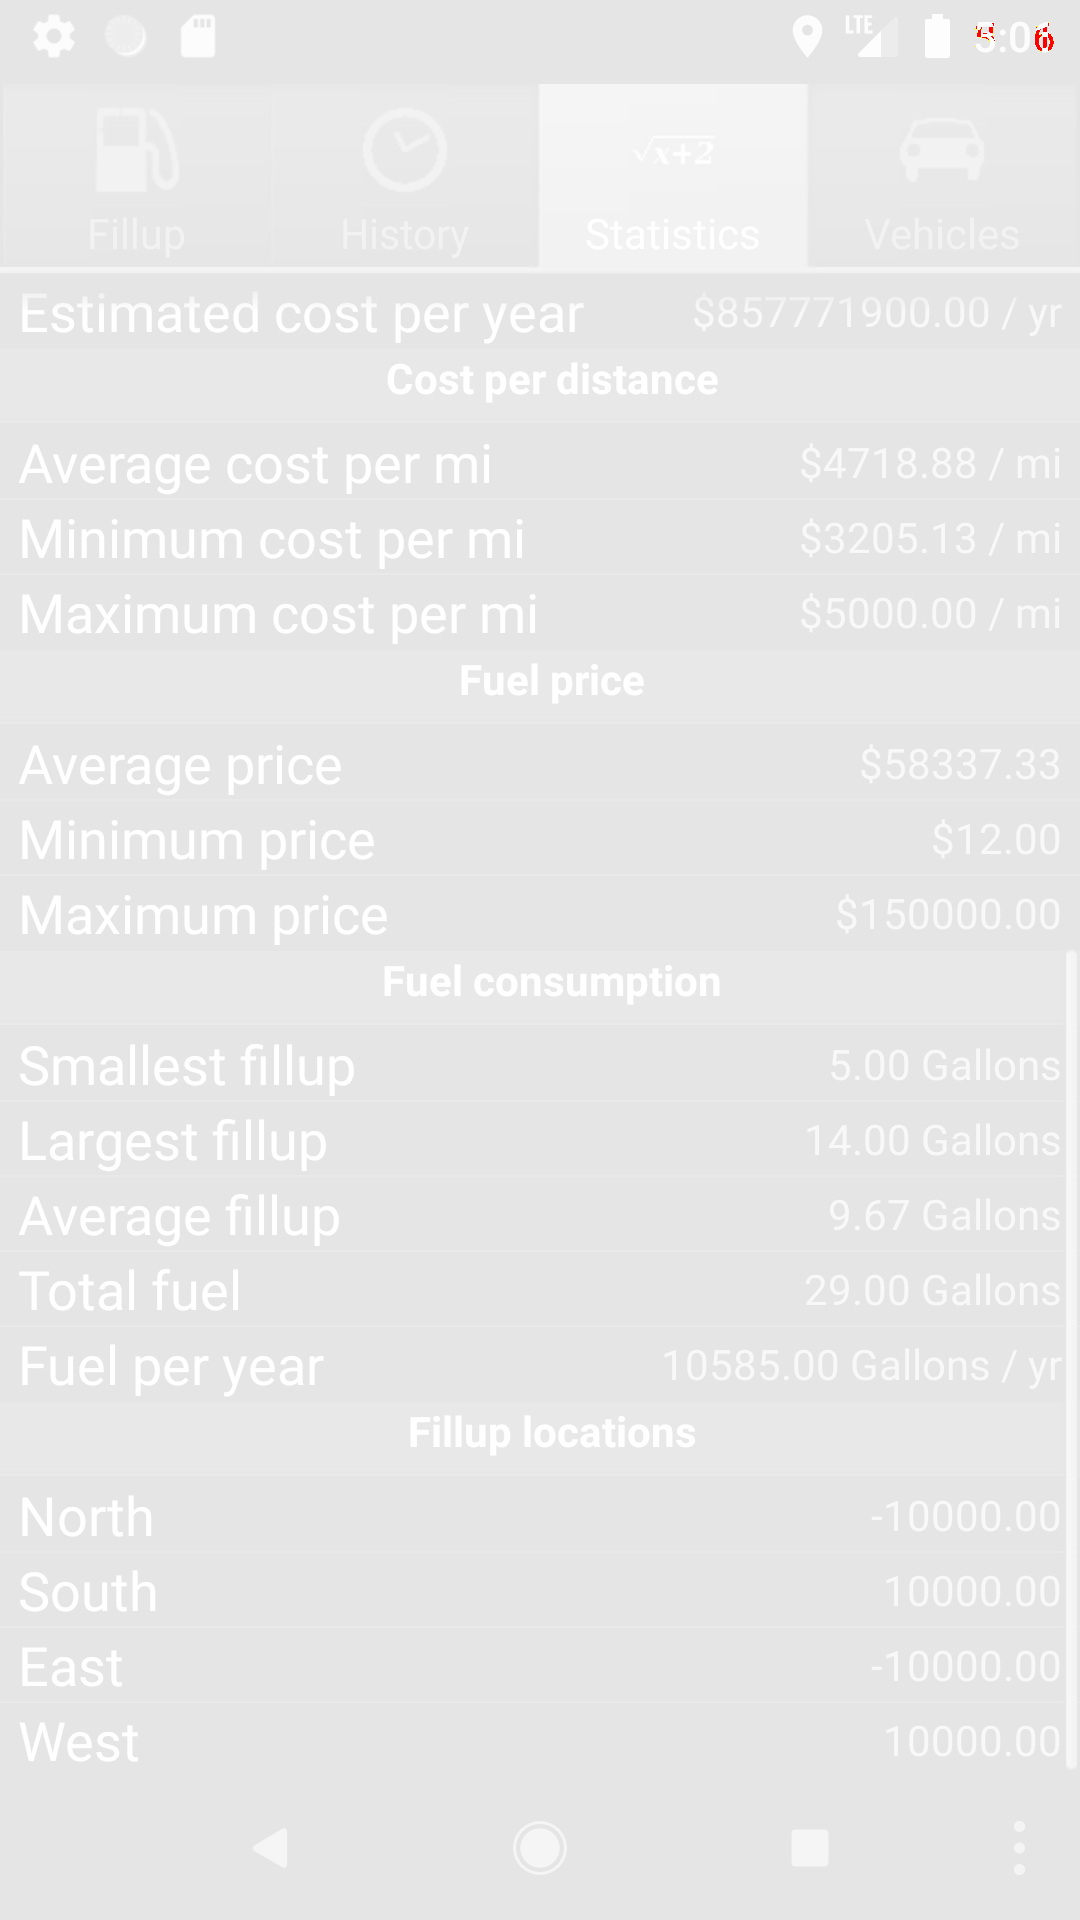 LTE
Fillup History √x+2 Statistics Vehicles
Estimated cost per year $857771900.00 / yr
Cost per distance
Average cost per mi $4718.88 / mi
Minimum cost per mi $3205.13 / mi
Maximum cost per mi $5000.00 / mi
Fuel price
Average price $58337.33
Minimum price $12.00
Maximum price $150000.00
Fuel consumption
Smallest fillup 5.00 Gallons
Largest fillup 14.00 Gallons
Average fillup 9.67 Gallons
Total fuel 29.00 Gallons
Fuel per year 10585.00 Gallons / yr
Fillup locations
North -10000.00
South 10000.00
East -10000.00
West 10000.00